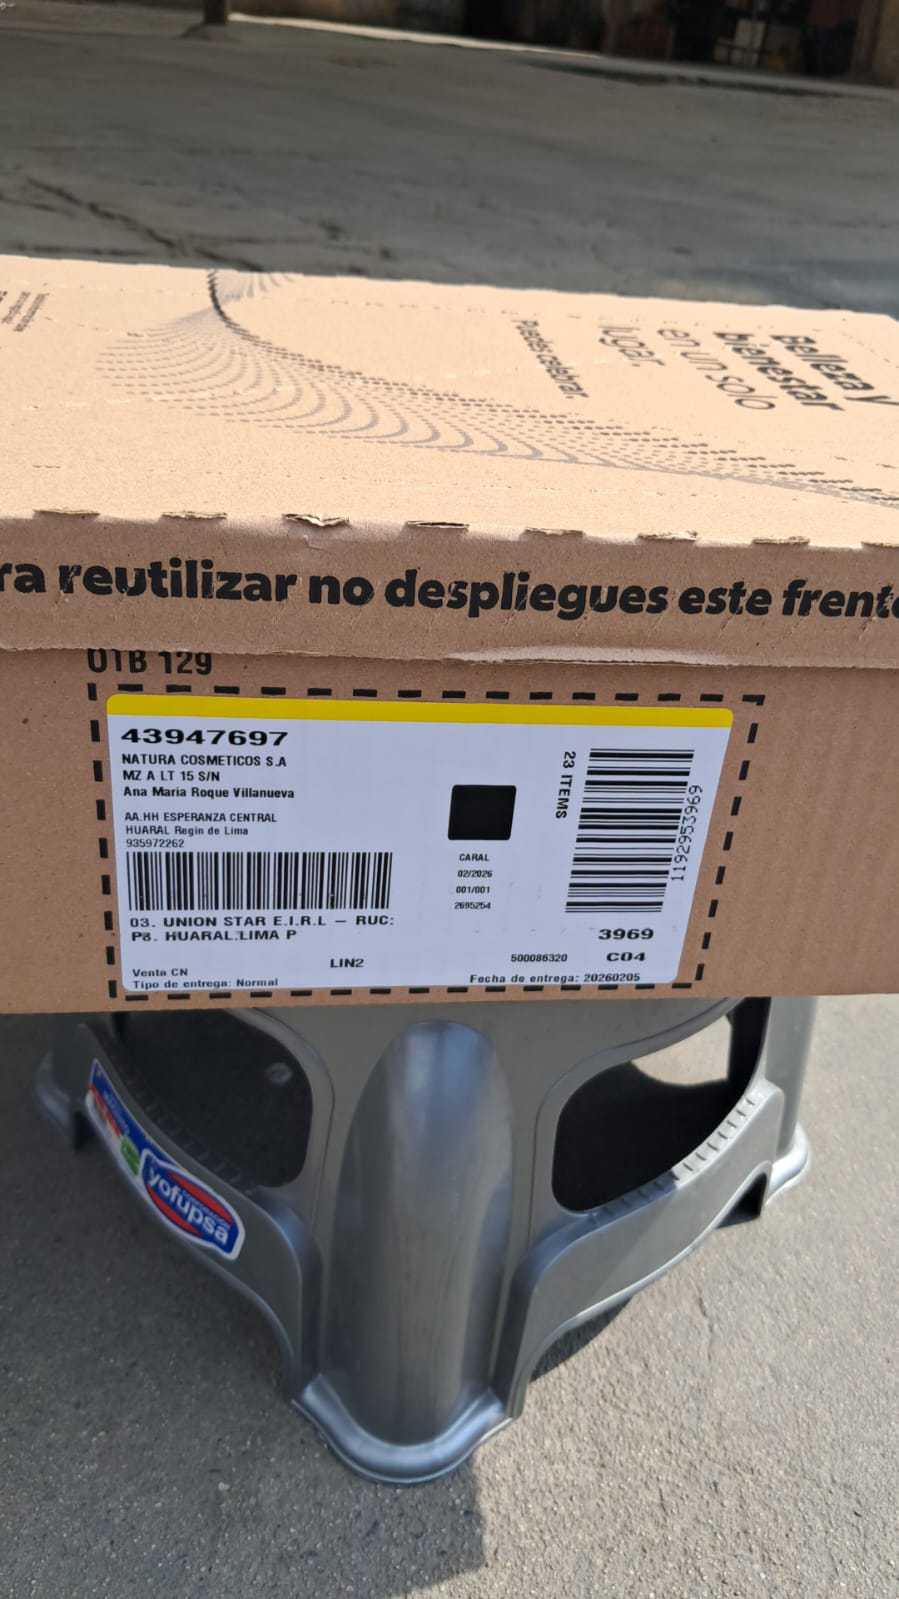 Belleza y
bienestar
en un solo
lugar.
Puedes celebrar.
ra reutilizar no despliegues este frente
OTB 129
43947697
NATURA COSMETICOS S.A
MZ A LT 15 S/N
Ana Maria Roque Villanueva
AA.HH ESPERANZA CENTRAL
HUARAL Regin de Lima
935972262
03. UNION STAR E.I.R.L – RUC:
P8. HUARAL.LIMA P
LIN2
Venta CN
Tipo de entrega: Normal
CARAL
02/2026
001/001
2695254
23 ITEMS
1192953969
3969
500086320 C04
Fecha de entrega: 20260205
yofupsa